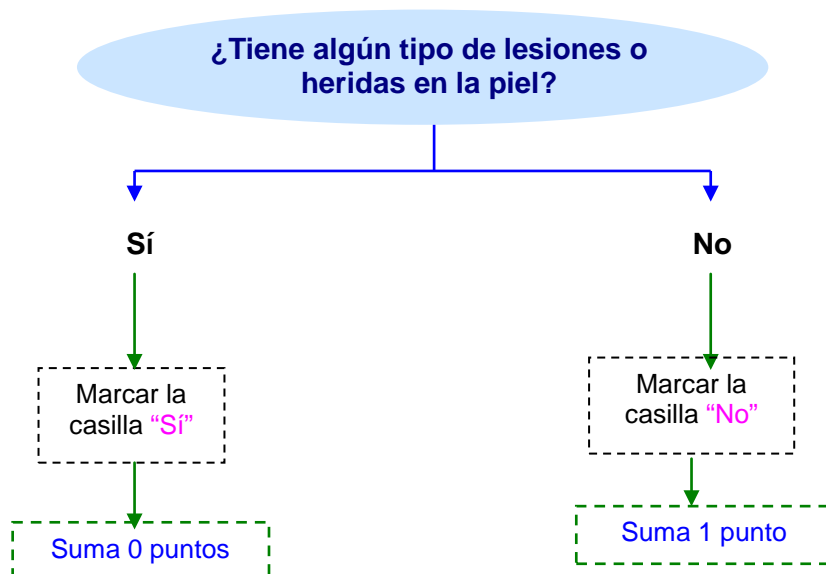 ¿Tiene algún tipo de lesiones o
heridas en la piel?
Sí
No
Marcar la
casilla “Sí”
Marcar la
casilla “No”
Suma 0 puntos
Suma 1 punto